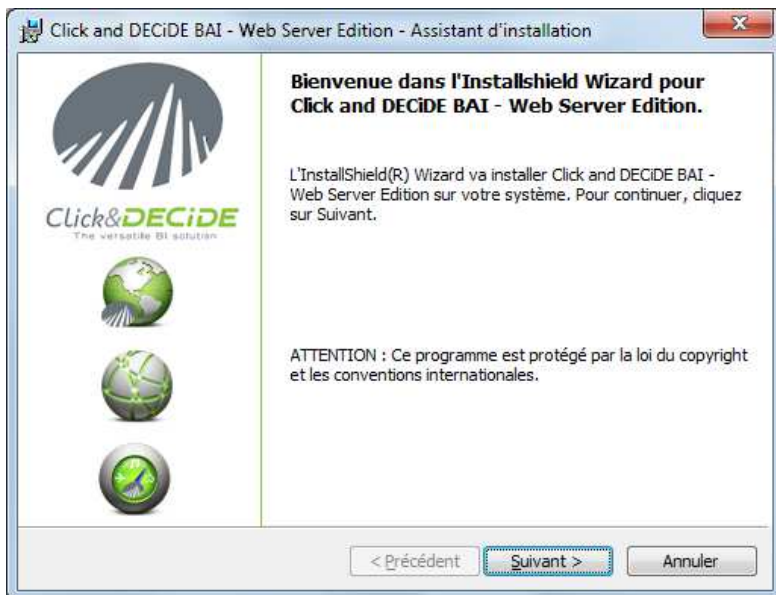 Click and DECiDE BAI - Web Server Edition - Assistant d'installation
Bienvenue dans l'Installshield Wizard pour
Click and DECiDE BAI - Web Server Edition.
L'InstallShield(R) Wizard va installer Click and DECiDE BAI -
Web Server Edition sur votre système. Pour continuer, cliquez
sur Suivant.
Click&DECiDE
The versatile BI solution
ATTENTION : Ce programme est protégé par la loi du copyright
et les conventions internationales.
< Précédent
Suivant >
Annuler